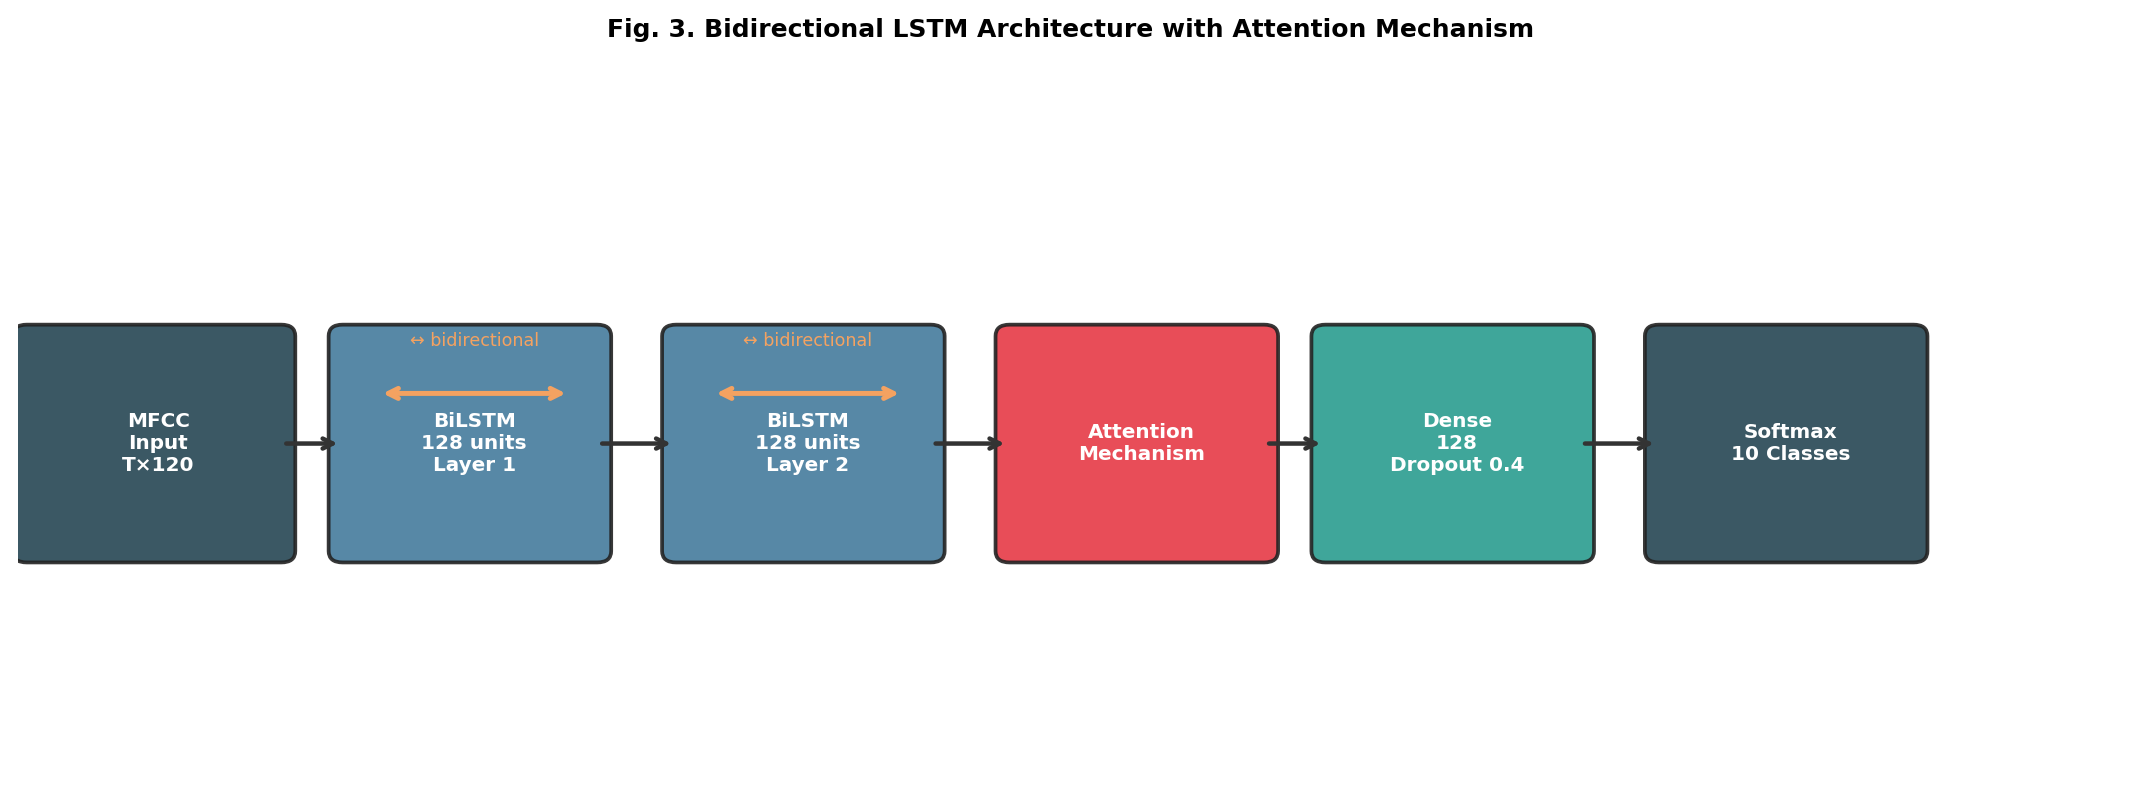 Fig. 3. Bidirectional LSTM Architecture with Attention Mechanism
MFCC
Input
T×120
↔ bidirectional
BiLSTM
128 units
Layer 1
↔ bidirectional
BiLSTM
128 units
Layer 2
Attention
Mechanism
Dense
128
Dropout 0.4
Softmax
10 Classes